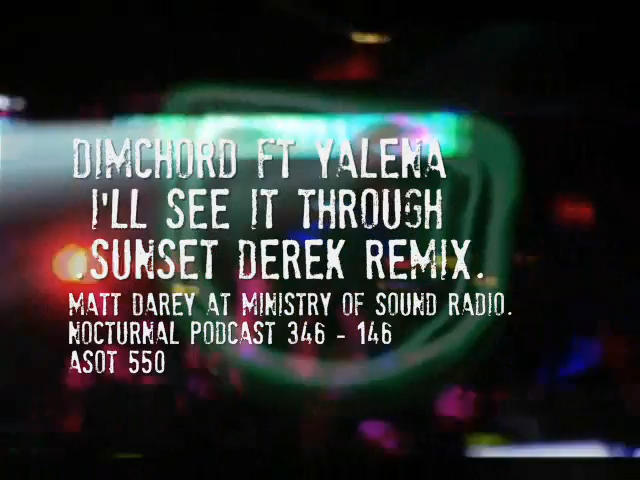 DIMCHORD FT YALENA
I'LL SEE IT THROUGH
.SUNSET DEREK REMIX.
MATT DAREY AT MINISTRY OF SOUND RADIO.
NOCTURNAL PODCAST 346 - 146
ASOT 550